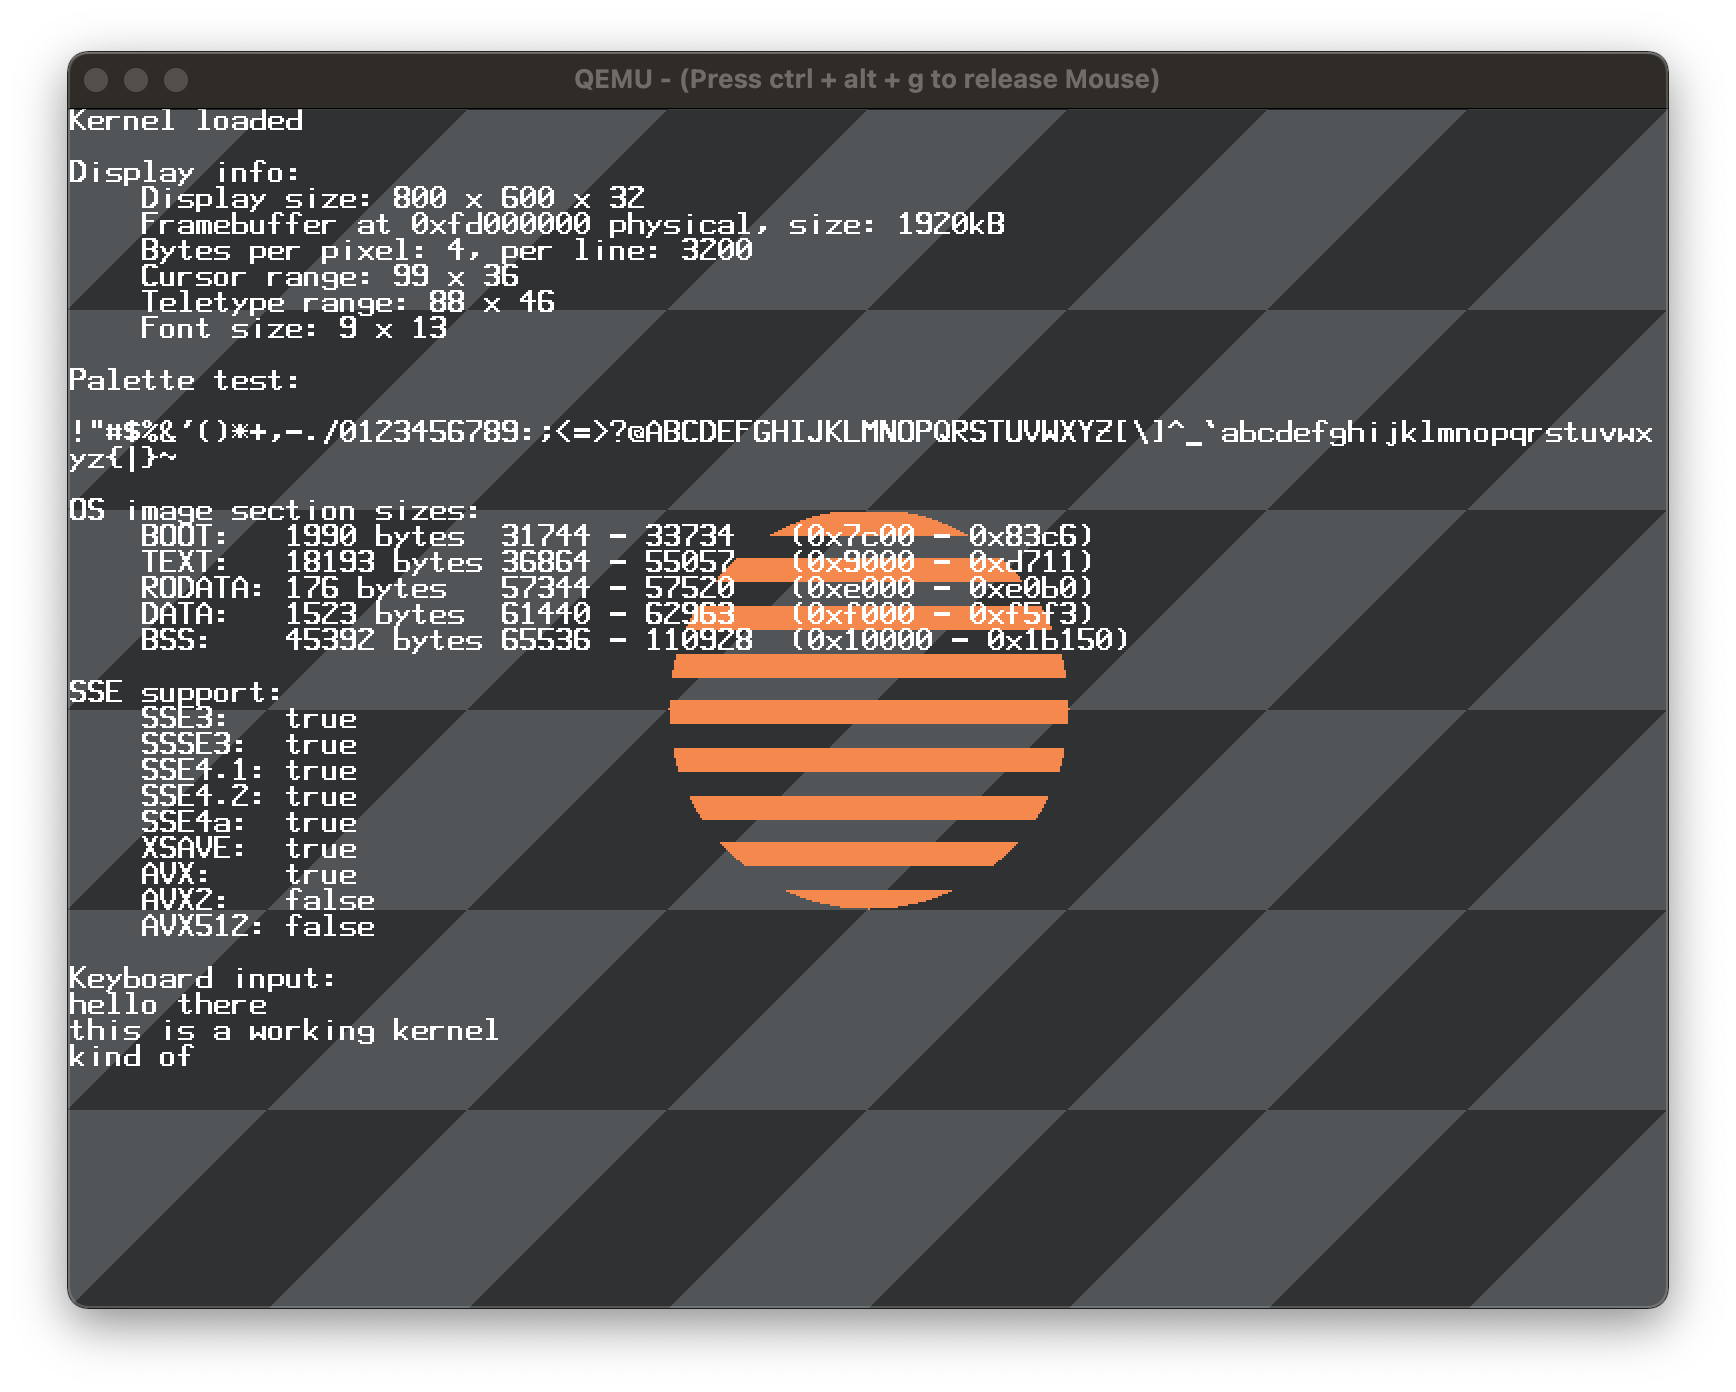 QEMU - (Press ctrl + alt + g to release Mouse)
Kernel loaded
Display info:
Display size: 800 x 600 x 32
Framebuffer at 0xfd000000 physical, size: 1920kB
Bytes per pixel: 4, per line: 3200
Cursor range: 99 x 36
Teletype range: 88 x 46
Font size: 9 x 13
Palette test:
!"#$%&'()*+,-./0123456789:;<=>?@ABCDEFGHIJKLMNOPQRSTUVWXYZ[\]^_`abcdefghijklmnopqrstuvwx
yz{|}~
OS image section sizes:
BOOT:   1990 bytes  31744 - 33734   (0x7c00 - 0x83c6)
TEXT:   18193 bytes 36864 - 55057   (0x9000 - 0xd711)
RODATA: 176 bytes   57344 - 57520   (0xe000 - 0xe0b0)
DATA:   1523 bytes  61440 - 62963   (0xf000 - 0xf5f3)
BSS:    45392 bytes 65536 - 110928  (0x10000 - 0x1b150)
SSE support:
SSE3:   true
SSSE3:  true
SSE4.1: true
SSE4.2: true
SSE4a:  true
XSAVE:  true
AVX:    true
AVX2:   false
AVX512: false
Keyboard input:
hello there
this is a working kernel
kind of